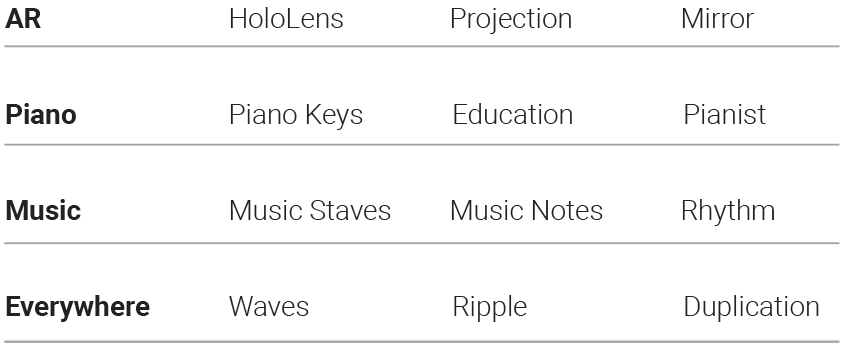 AR HoloLens Projection Mirror
Piano Piano Keys Education Pianist
Music Music Staves Music Notes Rhythm
Everywhere Waves Ripple Duplication